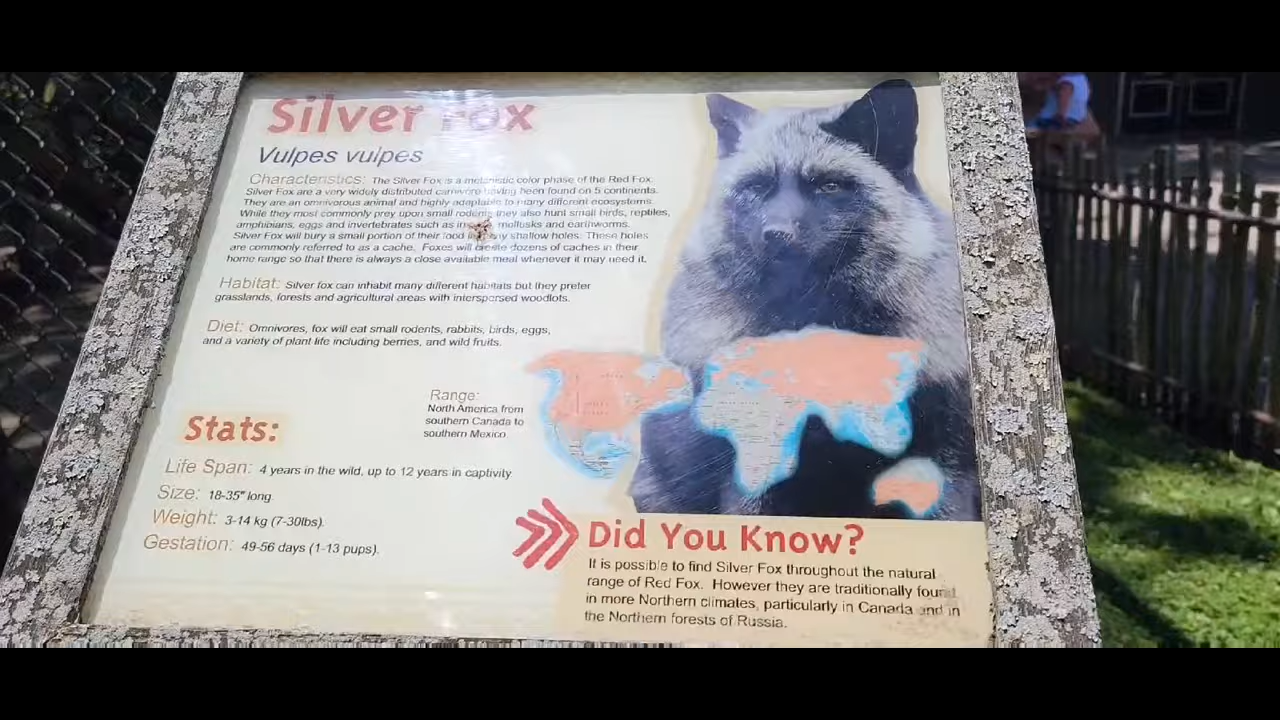 Silver Fox
Vulpes vulpes
Characteristics: The Silver Fox is a melanistic color phase of the Red Fox.
Silver Fox are a very widely distributed carnivore having been found on 5 continents.
They are an omnivorous animal and highly adaptable to many different ecosystems.
While they most commonly prey upon small rodents they also hunt small birds, reptiles,
amphibians, eggs and invertebrates such as mollusks and earthworms.
Silver Fox will bury a small portion of their food in many shallow holes. These holes
are commonly referred to as a cache. Foxes will create dozens of caches in their
home range so that there is always a close available meal whenever it may need it.
Habitat: Silver fox can inhabit many different habitats but they prefer
grasslands, forests and agricultural areas with interspersed woodlots.
Diet: Omnivores, fox will eat small rodents, rabbits, birds, eggs,
and a variety of plant life including berries, and wild fruits.
Range:
North America from
southern Canada to
southern Mexico
Stats:
Life Span: 4 years in the wild, up to 12 years in captivity
Size: 18-35" long
Weight: 3-14 kg (7-30lbs).
Gestation: 49-56 days (1-13 pups).
Did You Know?
It is possible to find Silver Fox throughout the natural
range of Red Fox. However they are traditionally found
in more Northern climates, particularly in Canada and in
the Northern forests of Russia.